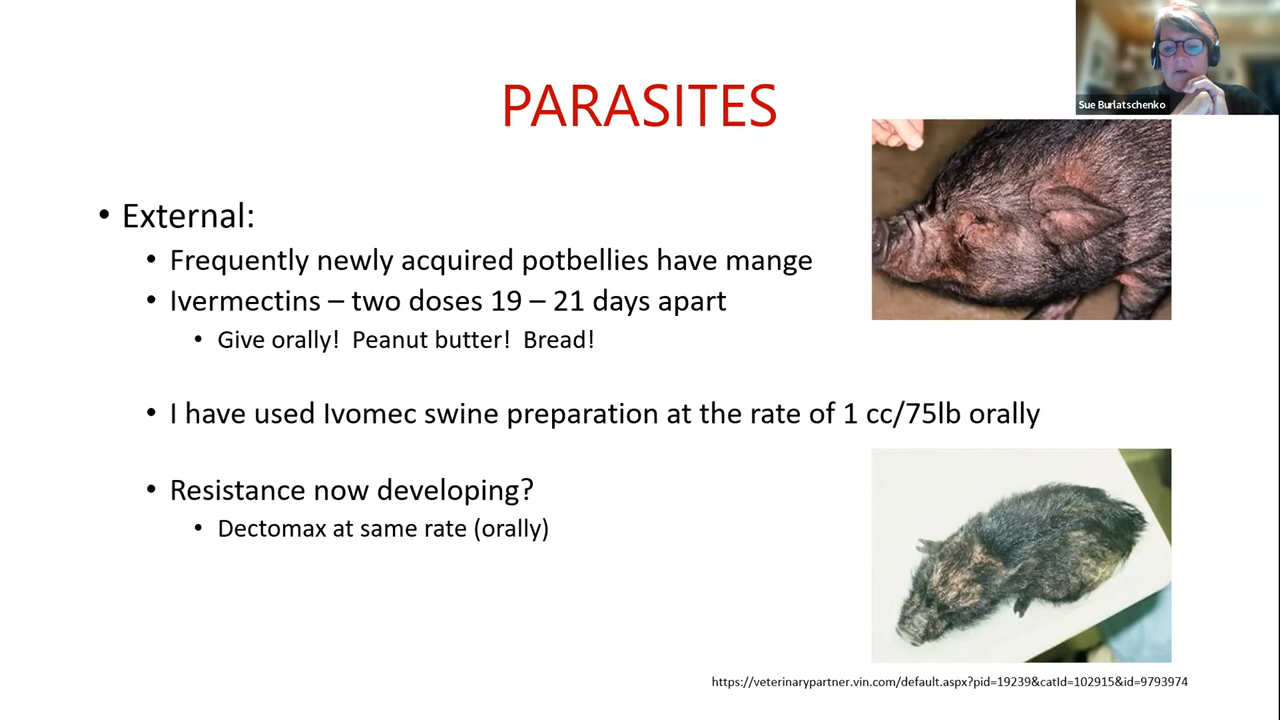 Sue Burlatschenko
PARASITES
• External:
• Frequently newly acquired potbellies have mange
• Ivermectins – two doses 19 – 21 days apart
• Give orally!  Peanut butter!  Bread!
• I have used Ivomec swine preparation at the rate of 1 cc/75lb orally
• Resistance now developing?
• Dectomax at same rate (orally)
https://veterinarypartner.vin.com/default.aspx?pid=19239&catId=102915&id=9793974